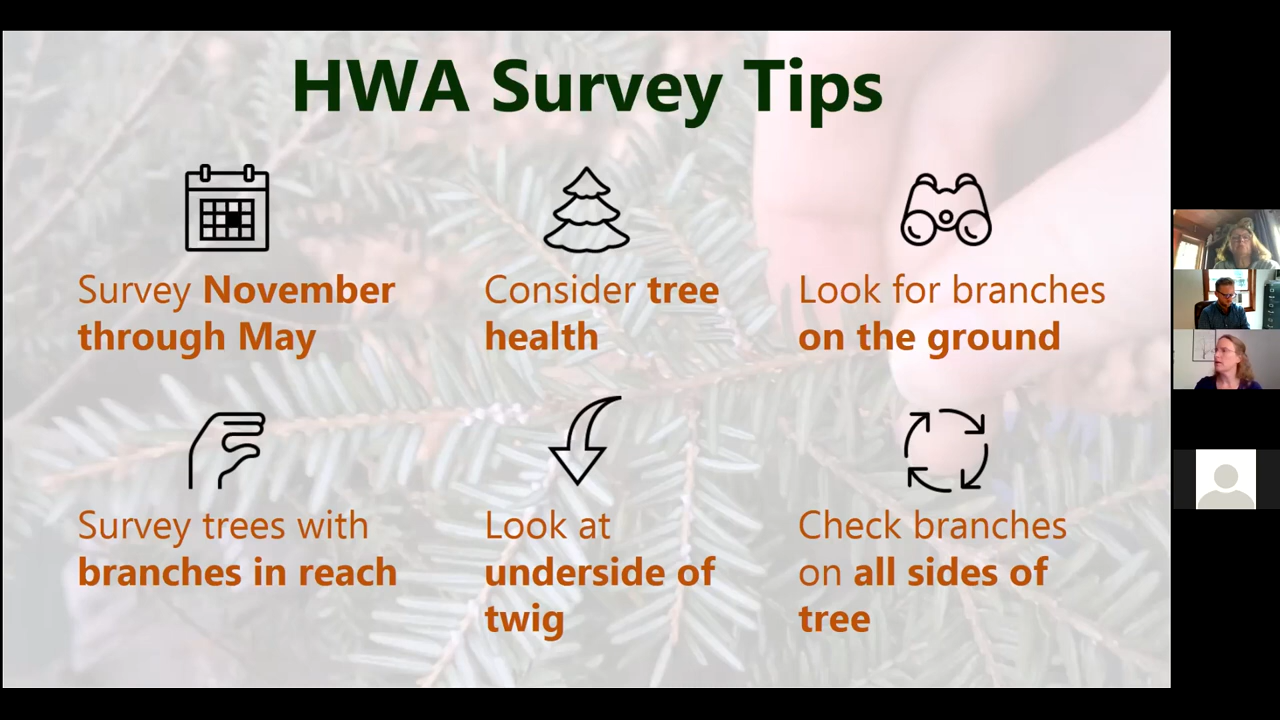 HWA Survey Tips
Survey November
through May
Consider tree
health
Look for branches
on the ground
Survey trees with
branches in reach
Look at
underside of
twig
Check branches
on all sides of
tree